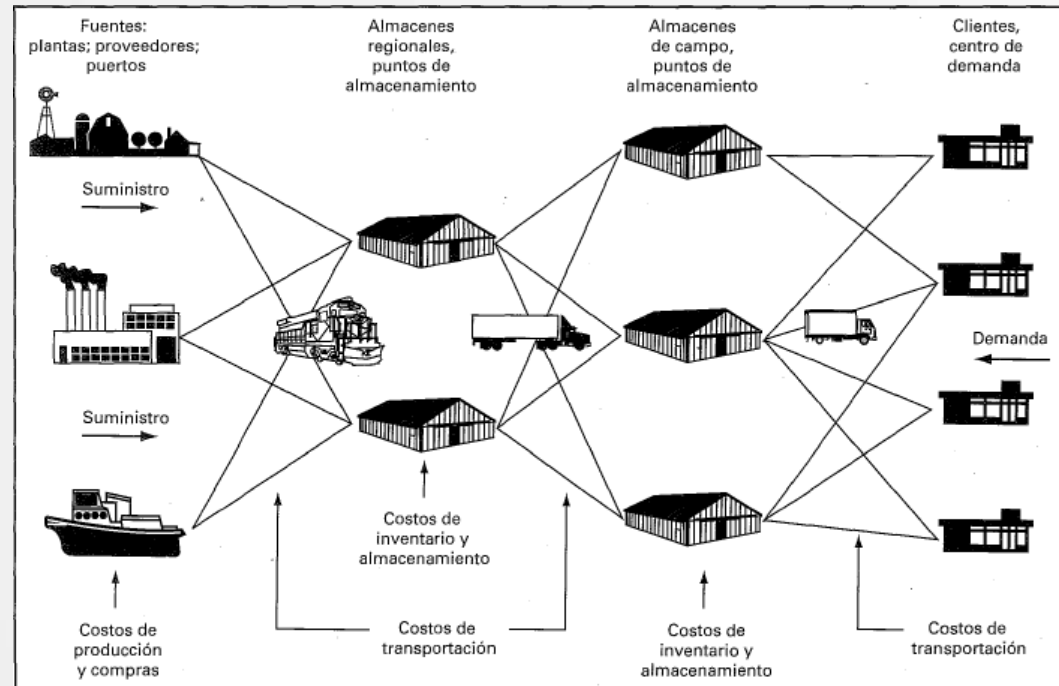 Fuentes:
plantas; proveedores;
puertos
Almacenes
regionales,
puntos de
almacenamiento
Almacenes
de campo,
puntos de
almacenamiento
Clientes,
centro de
demanda
Suministro
Demanda
Suministro
Costos de
inventario y
almacenamiento
Costos de
producción
y compras
Costos de
transportación
Costos de
inventario y
almacenamiento
Costos de
transportación